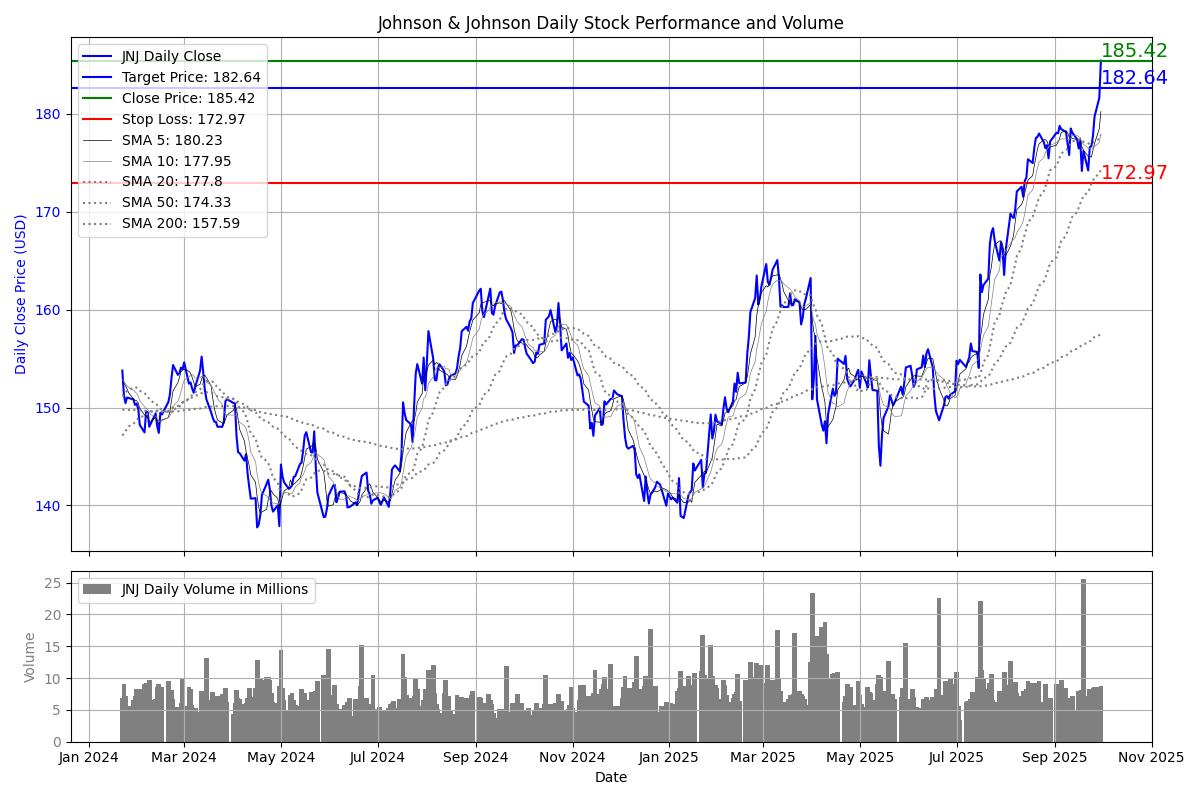 Johnson & Johnson Daily Stock Performance and Volume
JNJ Daily Close
Target Price: 182.64
Close Price: 185.42
Stop Loss: 172.97
SMA 5: 180.23
SMA 10: 177.95
SMA 20: 177.8
SMA 50: 174.33
SMA 200: 157.59
185.42
182.64
172.97
180
170
160
150
140
Daily Close Price (USD)
JNJ Daily Volume in Millions
25
20
15
10
5
0
Volume
Jan 2024
Mar 2024
May 2024
Jul 2024
Sep 2024
Nov 2024
Jan 2025
Mar 2025
May 2025
Jul 2025
Sep 2025
Nov 2025
Date